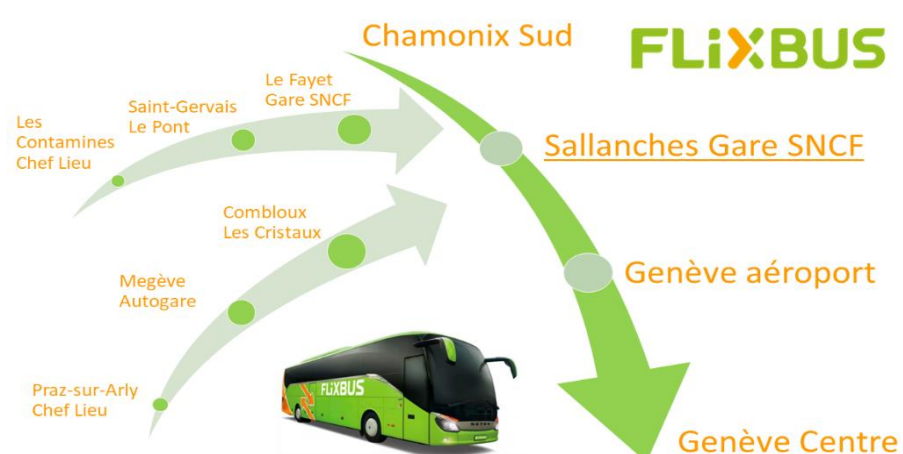 Chamonix Sud
FLiXBUS
Le Fayet
Gare SNCF
Saint-Gervais
Le Pont
Les
Contamines
Chef Lieu
Sallanches Gare SNCF
Combloux
Les Cristaux
Genève aéroport
Megève
Autogare
FLiXBUS
Praz-sur-Arly
Chef Lieu
Genève Centre